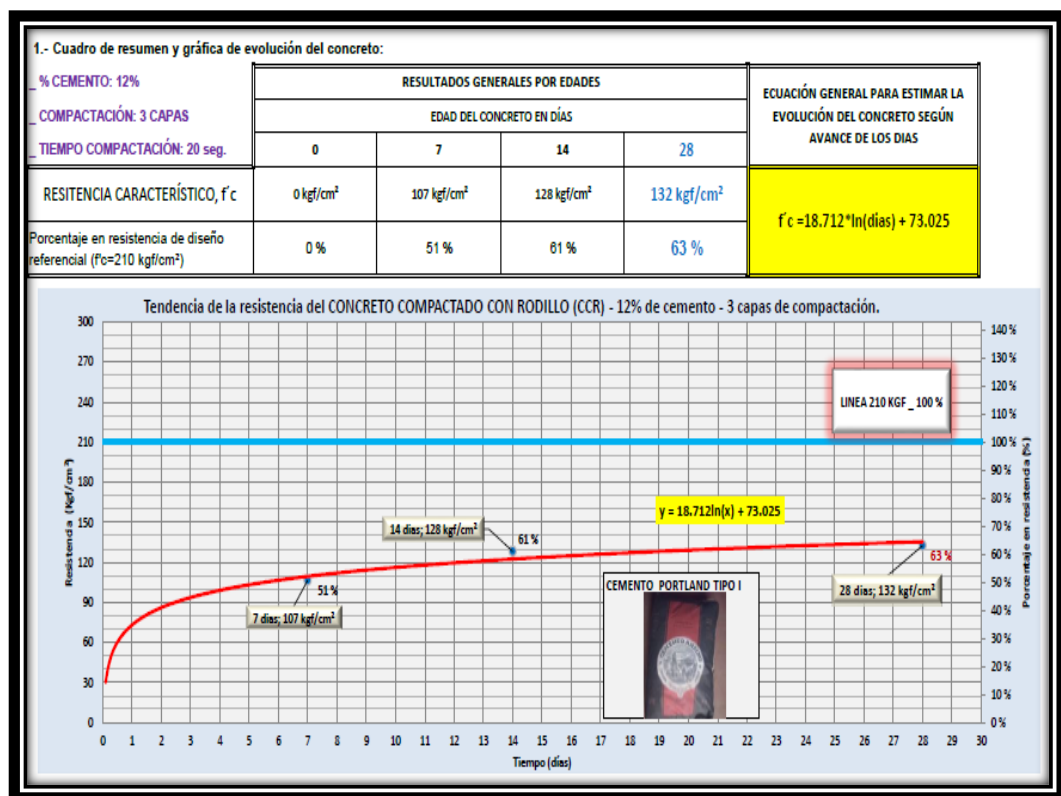 1.- Cuadro de resumen y gráfica de evolución del concreto:
_ % CEMENTO: 12%
_ COMPACTACIÓN: 3 CAPAS
_ TIEMPO COMPACTACIÓN: 20 seg.
RESULTADOS GENERALES POR EDADES
EDAD DEL CONCRETO EN DÍAS
0 7 14 28
ECUACIÓN GENERAL PARA ESTIMAR LA
EVOLUCIÓN DEL CONCRETO SEGÚN
AVANCE DE LOS DIAS
RESITENCIA CARACTERÍSTICO, f´c 0 kgf/cm² 107 kgf/cm² 128 kgf/cm² 132 kgf/cm²
Porcentaje en resistencia de diseño
referencial (f'c=210 kgf/cm²)
0 % 51 % 61 % 63 %
f´c =18.712*ln(dias) + 73.025
Tendencia de la resistencia del CONCRETO COMPACTADO CON RODILLO (CCR) - 12% de cemento - 3 capas de compactación.
Resistencia (Kgf/cm²)
300
270
240
210
180
150
120
90
60
30
0
LINEA 210 KGF _ 100 %
y = 18.712ln(x) + 73.025
14 dias; 128 kgf/cm²
61 %
51 %
7 dias; 107 kgf/cm²
63 %
28 dias; 132 kgf/cm²
CEMENTO PORTLAND TIPO I
140 %
130 %
120 %
110 %
100 %
90 %
80 %
70 %
60 %
50 %
40 %
30 %
20 %
10 %
0 %
Porcentaje en resistencia (%)
0 1 2 3 4 5 6 7 8 9 10 11 12 13 14 15 16 17 18 19 20 21 22 23 24 25 26 27 28 29 30
Tiempo (días)